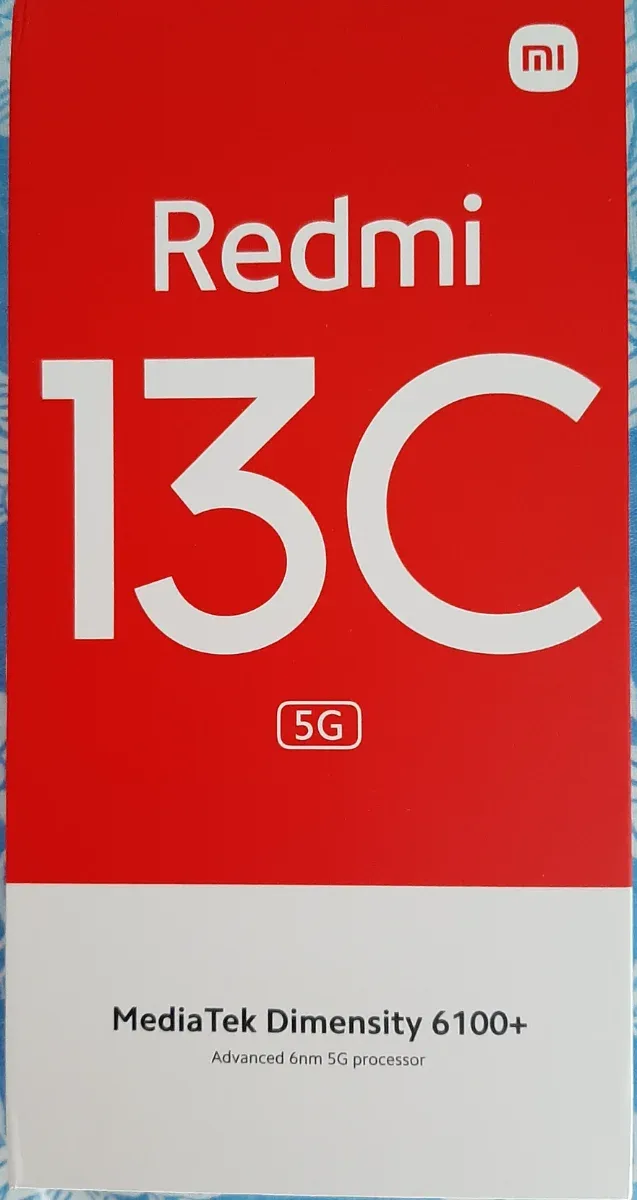 mi
Redmi
13C
5G
MediaTek Dimensity 6100+
Advanced 6nm 5G processor